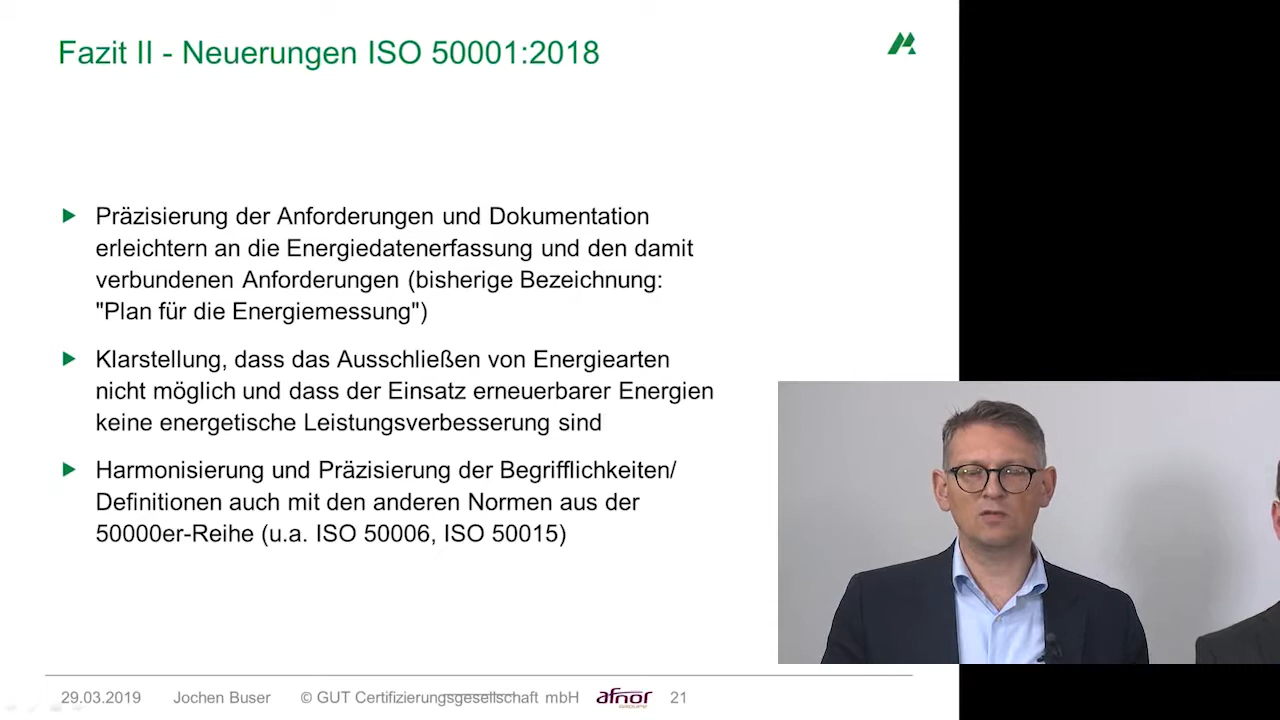 Fazit II - Neuerungen ISO 50001:2018
Präzisierung der Anforderungen und Dokumentation
erleichtern an die Energiedatenerfassung und den damit
verbundenen Anforderungen (bisherige Bezeichnung:
"Plan für die Energiemessung")
Klarstellung, dass das Ausschließen von Energiearten
nicht möglich und dass der Einsatz erneuerbarer Energien
keine energetische Leistungsverbesserung sind
Harmonisierung und Präzisierung der Begrifflichkeiten/
Definitionen auch mit den anderen Normen aus der
50000er-Reihe (u.a. ISO 50006, ISO 50015)
29.03.2019 Jochen Buser © GUT Certifizierungsgesellschaft mbH afnor GROUPE 21